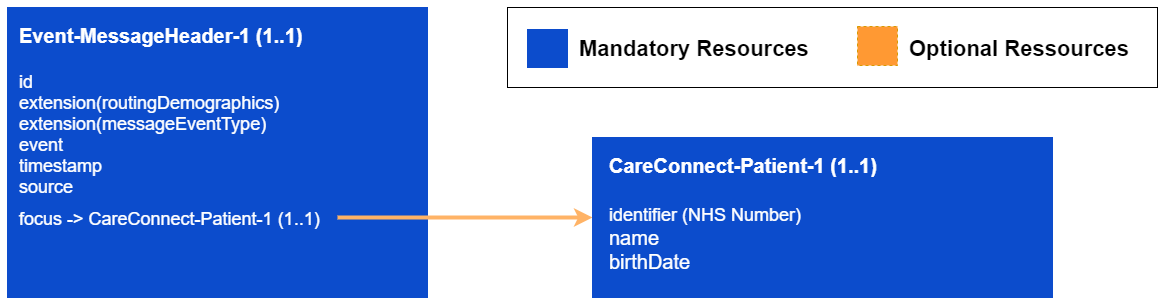 Event-MessageHeader-1 (1..1)
id
extension(routingDemographics)
extension(messageEventType)
event
timestamp
source
focus -> CareConnect-Patient-1 (1..1)
Mandatory Resources
Optional Ressources
CareConnect-Patient-1 (1..1)
identifier (NHS Number)
name
birthDate